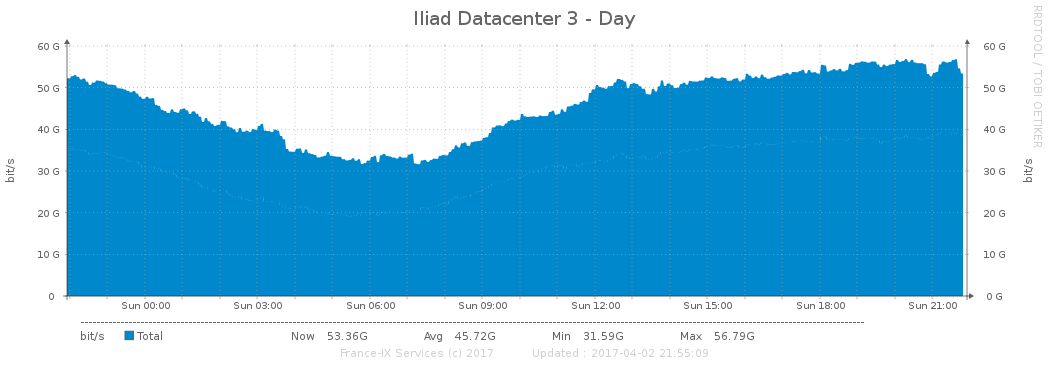 Iliad Datacenter 3 - Day
RRDTOOL / TOBI OETIKER
60 G 60 G
50 G 50 G
40 G 40 G
30 G 30 G
20 G 20 G
10 G 10 G
0 0 G
bit/s bit/s
Sun 00:00 Sun 03:00 Sun 06:00 Sun 09:00 Sun 12:00 Sun 15:00 Sun 18:00 Sun 21:00
bit/s Total Now 53.36G Avg 45.72G Min 31.59G Max 56.79G
France-IX Services (c) 2017 Updated : 2017-04-02 21:55:09